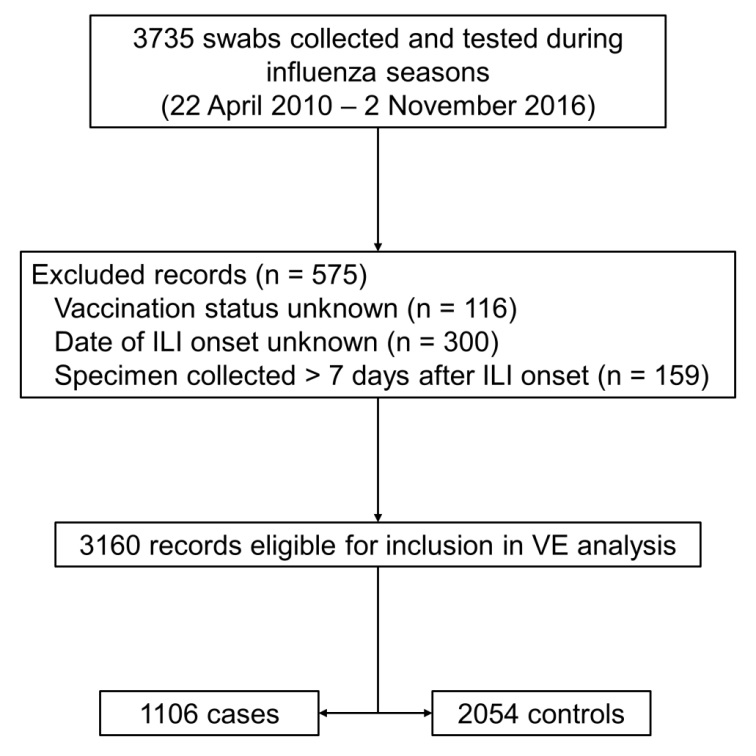 3735 swabs collected and tested during
influenza seasons
(22 April 2010 – 2 November 2016)
Excluded records (n = 575)
Vaccination status unknown (n = 116)
Date of ILI onset unknown (n = 300)
Specimen collected > 7 days after ILI onset (n = 159)
3160 records eligible for inclusion in VE analysis
1106 cases
2054 controls